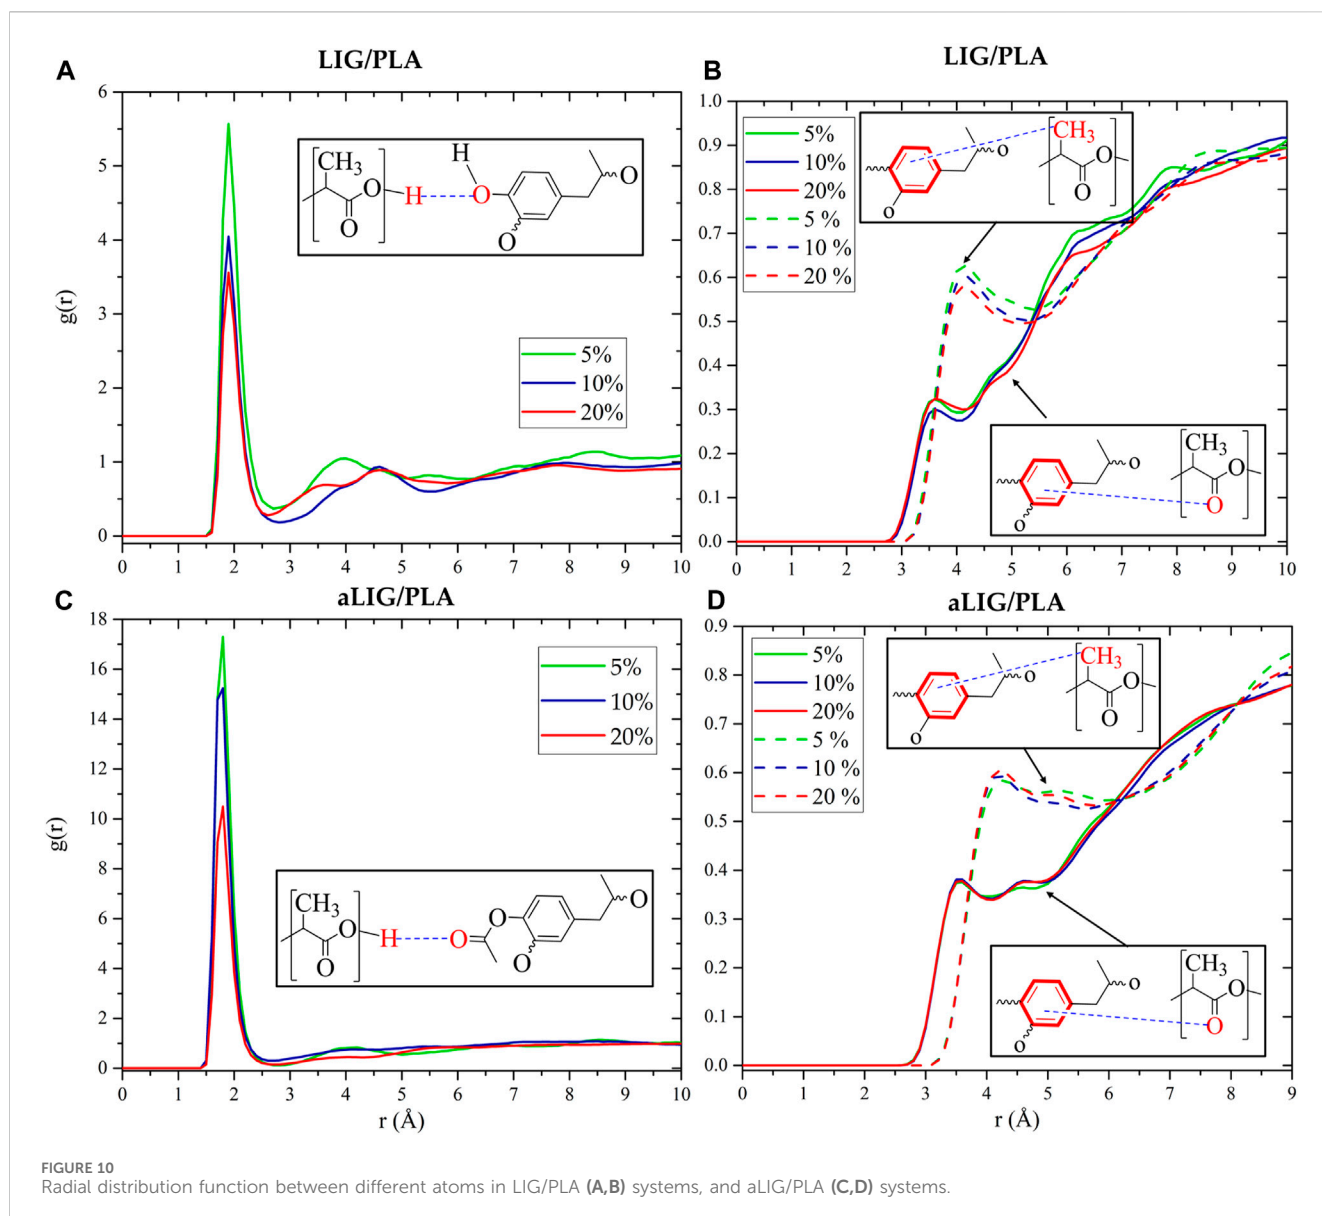 A
LIG/PLA
g(r)
6
5
4
3
2
1
0
0 1 2 3 4 5 6 7 8 9 10
CH3
O
O
H
O
H
O
O
5%
10%
20%
B
LIG/PLA
1.0
0.9
0.8
0.7
0.6
0.5
0.4
0.3
0.2
0.1
0.0
0 1 2 3 4 5 6 7 8 9 10
5%
10%
20%
5 %
10 %
20 %
o
o
CH3
O
O
o
o
CH3
O
O
C
aLIG/PLA
g(r)
18
16
14
12
10
8
6
4
2
0
0 1 2 3 4 5 6 7 8 9 10
r (Å)
5%
10%
20%
CH3
O
O
H
O
O
O
O
D
aLIG/PLA
0.9
0.8
0.7
0.6
0.5
0.4
0.3
0.2
0.1
0.0
0 1 2 3 4 5 6 7 8 9
r (Å)
5%
10%
20%
5 %
10 %
20 %
o
o
CH3
O
O
o
o
CH3
O
O
FIGURE 10
Radial distribution function between different atoms in LIG/PLA (A,B) systems, and aLIG/PLA (C,D) systems.